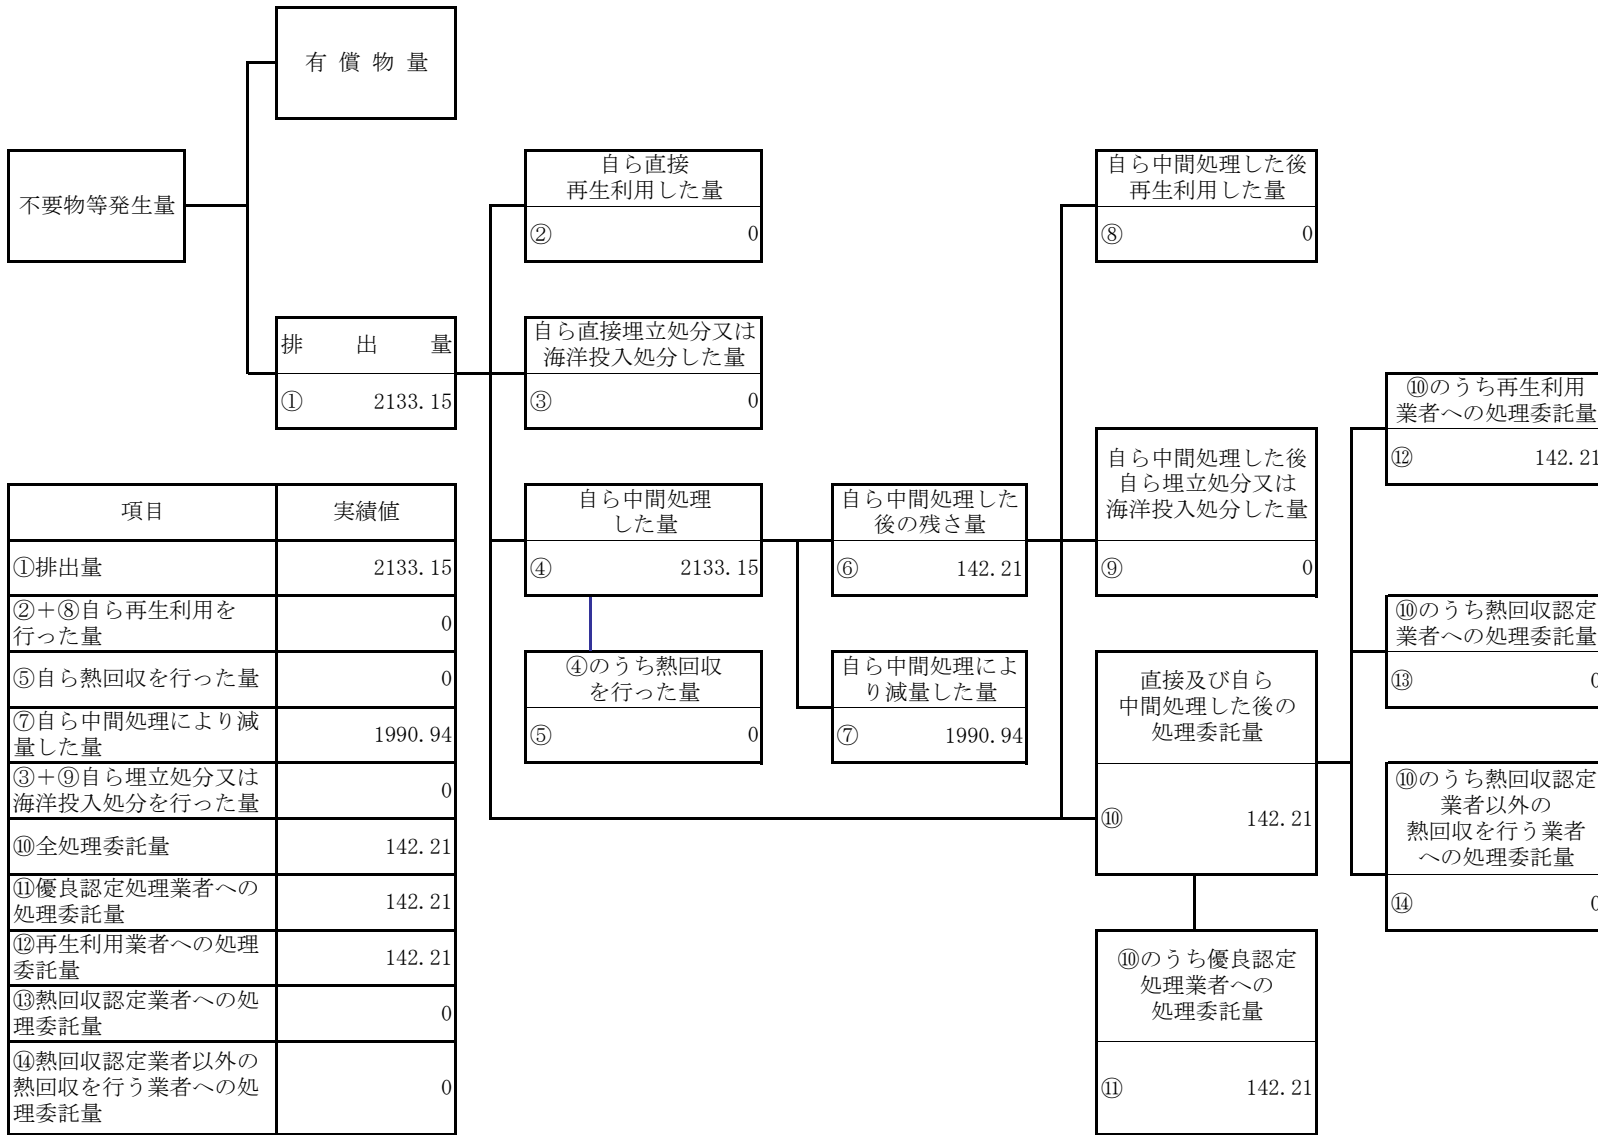 有償物量
不要物等発生量
排出量
① 2133.15
自ら直接
再生利用した量
② 0
自ら直接埋立処分又は
海洋投入処分した量
③ 0
自ら中間処理
した量
④ 2133.15
④のうち熱回収
を行った量
⑤ 0
自ら中間処理した
後の残さ量
⑥ 142.21
自ら中間処理によ
り減量した量
⑦ 1990.94
自ら中間処理した後
再生利用した量
⑧ 0
自ら中間処理した後
自ら埋立処分又は
海洋投入処分した量
⑨ 0
直接及び自ら
中間処理した後の
処理委託量
⑩ 142.21
⑩のうち優良認定
処理業者への
処理委託量
⑪ 142.21
⑩のうち再生利用
業者への処理委託量
⑫ 142.21
⑩のうち熱回収認定
業者への処理委託量
⑬ 0
⑩のうち熱回収認定
業者以外の
熱回収を行う業者
への処理委託量
⑭ 0
項目 実績値
①排出量 2133.15
②＋⑧自ら再生利用を
行った量 0
⑤自ら熱回収を行った量 0
⑦自ら中間処理により減
量した量 1990.94
③＋⑨自ら埋立処分又は
海洋投入処分を行った量 0
⑩全処理委託量 142.21
⑪優良認定処理業者への
処理委託量 142.21
⑫再生利用業者への処理
委託量 142.21
⑬熱回収認定業者への処
理委託量 0
⑭熱回収認定業者以外の
熱回収を行う業者への処
理委託量 0